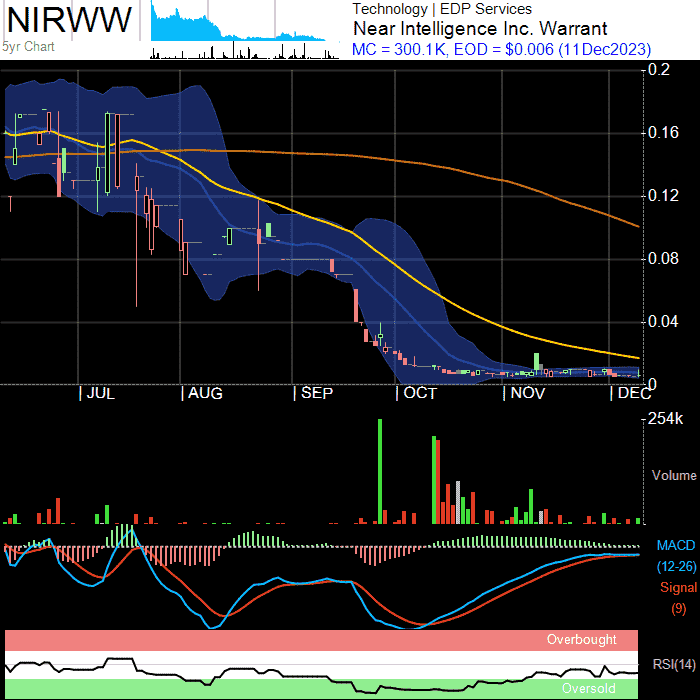 NIRWW
5yr Chart
Technology | EDP Services
Near Intelligence Inc. Warrant
MC = 300.1K, EOD = $0.006 (11Dec2023)
0.2
0.16
0.12
0.08
0.04
0
JUL
AUG
SEP
OCT
NOV
DEC
254k
Volume
MACD
(12-26)
Signal
(9)
Overbought
RSI(14)
Oversold